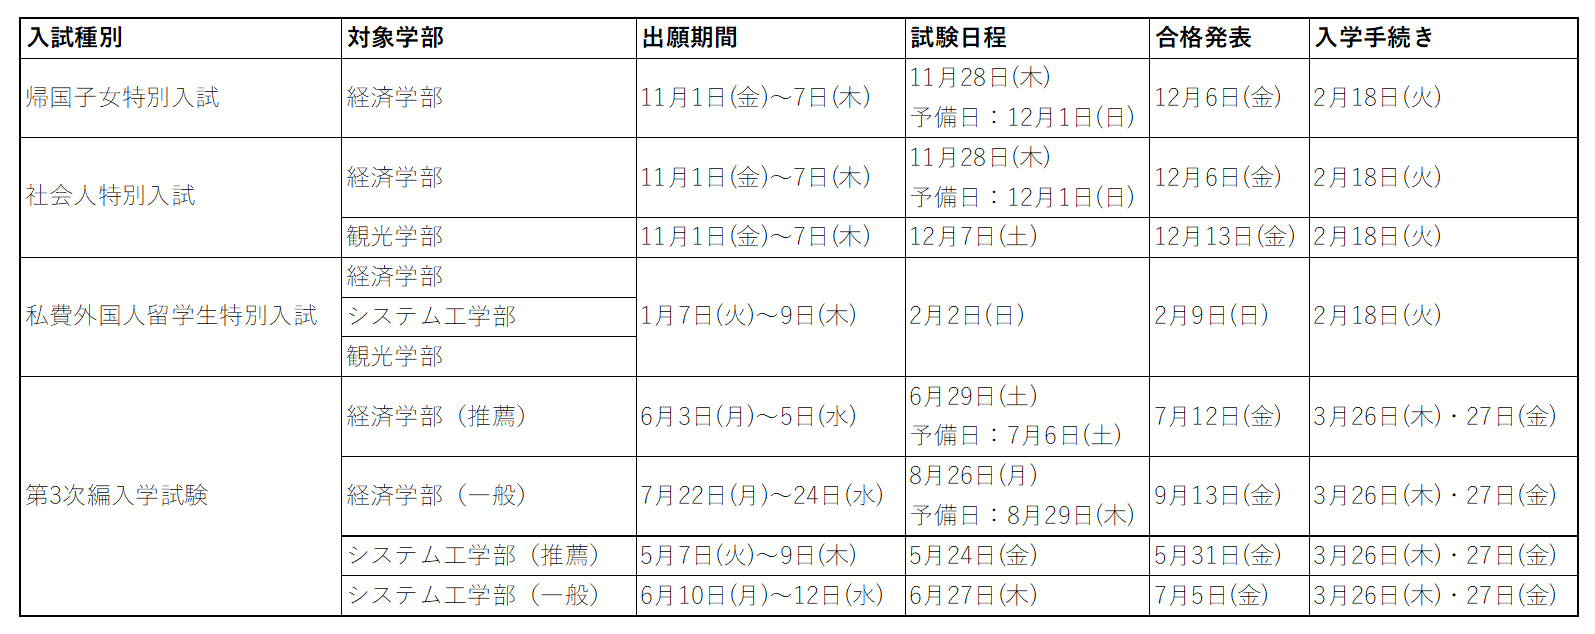 入試種別 対象学部 出願期間 試験日程 合格発表 入学手続き
帰国子女特別入試 経済学部 11月1日(金)～7日(木) 11月28日(木) 12月6日(金) 2月18日(火)
予備日：12月1日(日)
社会人特別入試 経済学部 11月1日(金)～7日(木) 11月28日(木) 12月6日(金) 2月18日(火)
予備日：12月1日(日)
観光学部 11月1日(金)～7日(木) 12月7日(土) 12月13日(金) 2月18日(火)
私費外国人留学生特別入試 経済学部 1月7日(火)～9日(木) 2月2日(日) 2月9日(日) 2月18日(火)
システム工学部
観光学部
第3次編入学試験 経済学部（推薦） 6月3日(月)～5日(水) 6月29日(土) 7月12日(金) 3月26日(木)・27日(金)
予備日：7月6日(土)
経済学部（一般） 7月22日(月)～24日(水) 8月26日(月) 9月13日(金) 3月26日(木)・27日(金)
予備日：8月29日(木)
システム工学部（推薦） 5月7日(火)～9日(木) 5月24日(金) 5月31日(金) 3月26日(木)・27日(金)
システム工学部（一般） 6月10日(月)～12日(水) 6月27日(木) 7月5日(金) 3月26日(木)・27日(金)